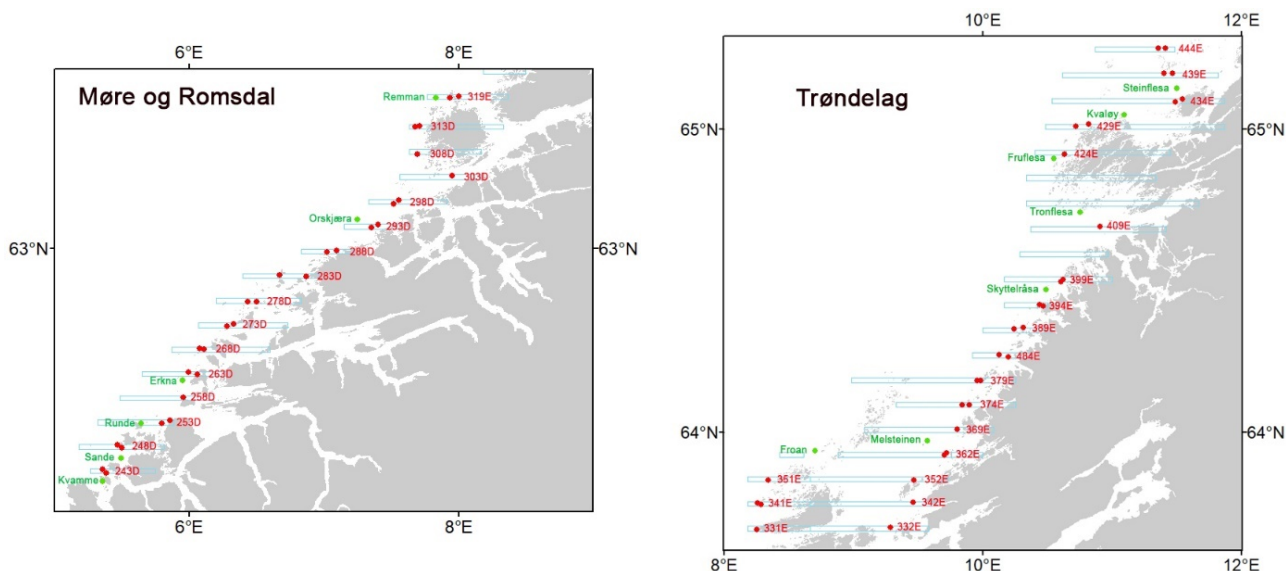 6°E
8°E
Møre og Romsdal
Remman
319E
313D
308D
303D
298D
Orskjæra
293D
63°N
63°N
288D
283D
278D
273D
268D
263D
Erkna
258D
Runde
253D
248D
Sande
243D
Kvamme
6°E
8°E
10°E
12°E
Trøndelag
444E
439E
Steinflesa
434E
Kvaløy
65°N
429E
65°N
424E
Fruflesa
Tronflesa
409E
399E
Skyttelråsa
394E
389E
484E
379E
374E
369E
64°N
64°N
Melsteinen
Froan
362E
351E
352E
341E
342E
331E
332E
8°E
10°E
12°E